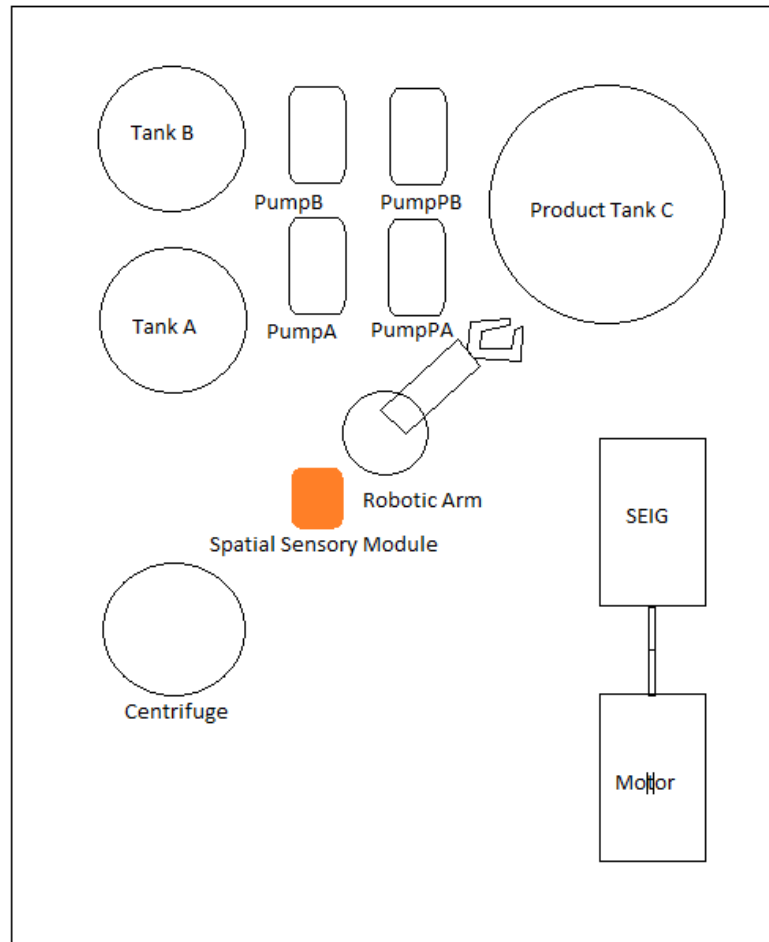 Tank B
PumpB
PumpPB
Product Tank C
Tank A
PumpA
PumpPA
Robotic Arm
SEIG
Spatial Sensory Module
Centrifuge
Motor